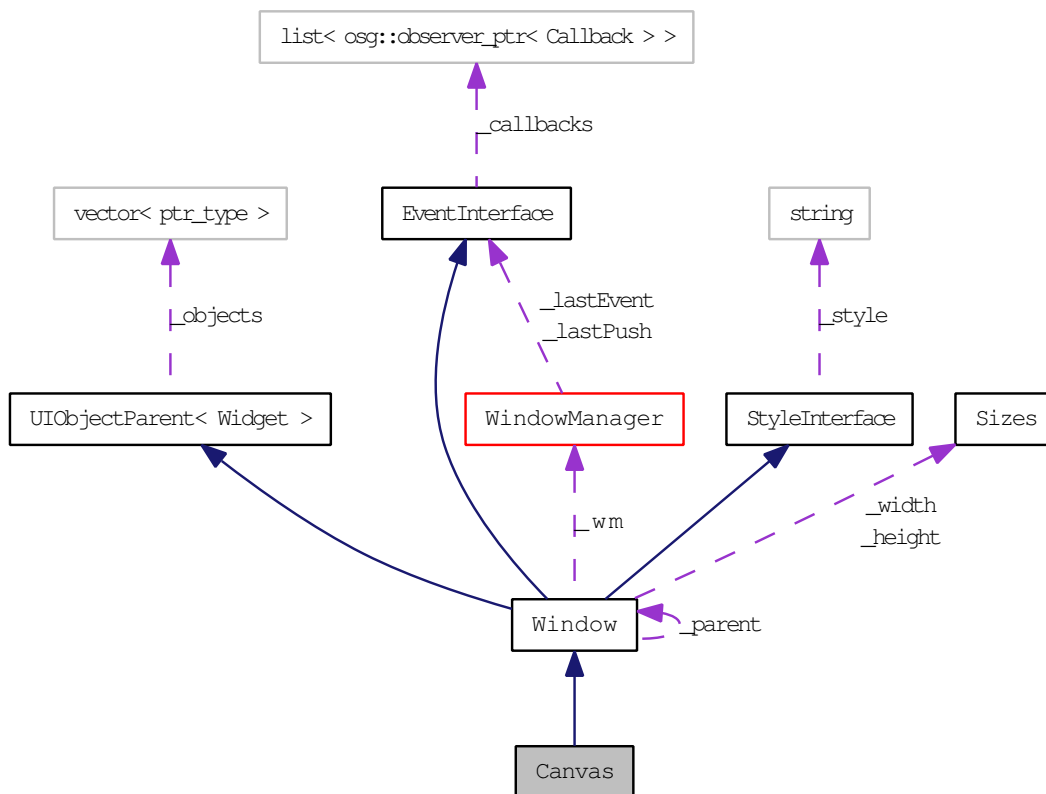 list< osg::observer_ptr< Callback > >
_callbacks
vector< ptr_type >
EventInterface
string
_objects
_lastEvent
_lastPush
_style
UIObjectParent< Widget >
WindowManager
StyleInterface
Sizes
_wm
_width
_height
Window
_parent
Canvas